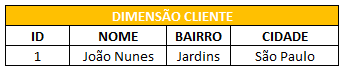 DIMENSÃO CLIENTE
ID NOME BAIRRO CIDADE
1 João Nunes Jardins São Paulo